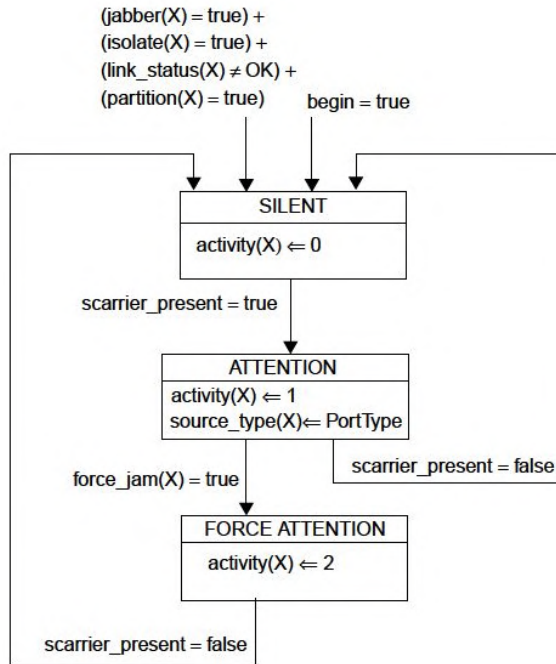 (jabber(X) = true) +
(isolate(X) = true) +
(link_status(X) ≠ OK) +
(partition(X) = true)
begin = true
SILENT
activity(X) ⇐ 0
scarrier_present = true
ATTENTION
activity(X) ⇐ 1
source_type(X)⇐ PortType
force_jam(X) = true
scarrier_present = false
FORCE ATTENTION
activity(X) ⇐ 2
scarrier_present = false